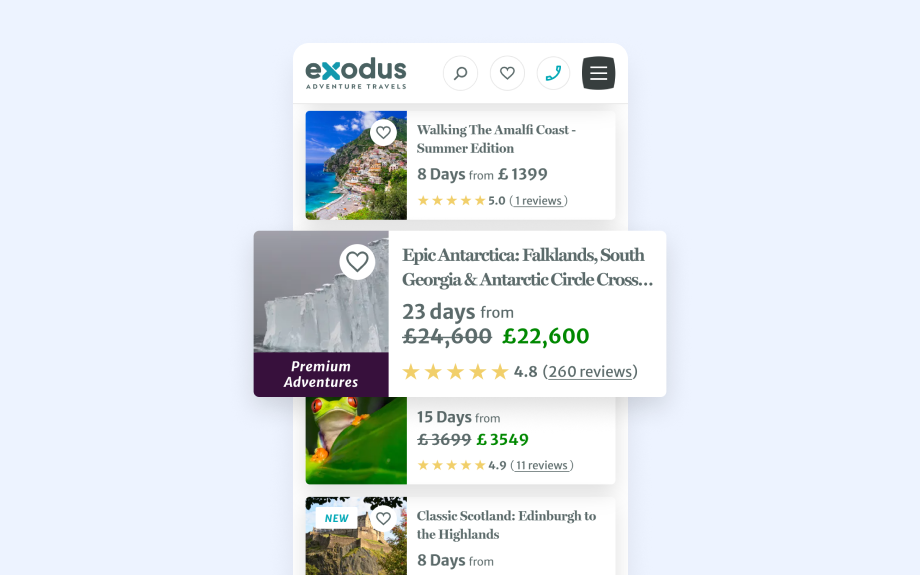 exodus
ADVENTURE TRAVELS
Walking The Amalfi Coast -
Summer Edition
8 Days from £ 1399
5.0 ( 1 reviews )
Epic Antarctica: Falklands, South
Georgia & Antarctic Circle Cross...
23 days from
£24,600 £22,600
Premium
Adventures
4.8 (260 reviews)
15 Days from
£ 3699 £ 3549
4.9 ( 11 reviews )
NEW
Classic Scotland: Edinburgh to
the Highlands
8 Days from